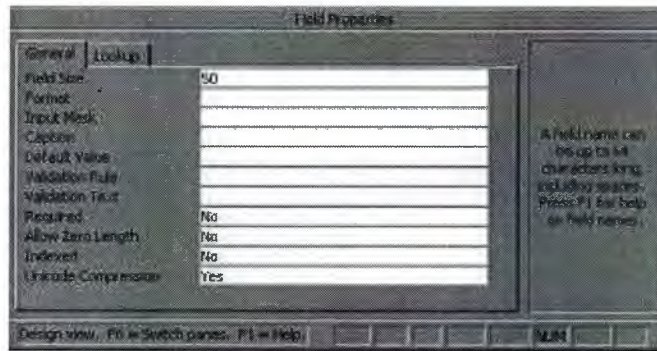 Field Properties
General Lookup
Field Size 50
Format
Input Mask
Caption
Default Value
Validation Rule
Validation Text
Required No
Allow Zero Length No
Indexed No
Unicode Compression Yes
A field name can
be up to 64
characters long,
including spaces.
Press F1 for help
on field names.
Design view. F6 = Switch panes. F1 = Help.
NUM